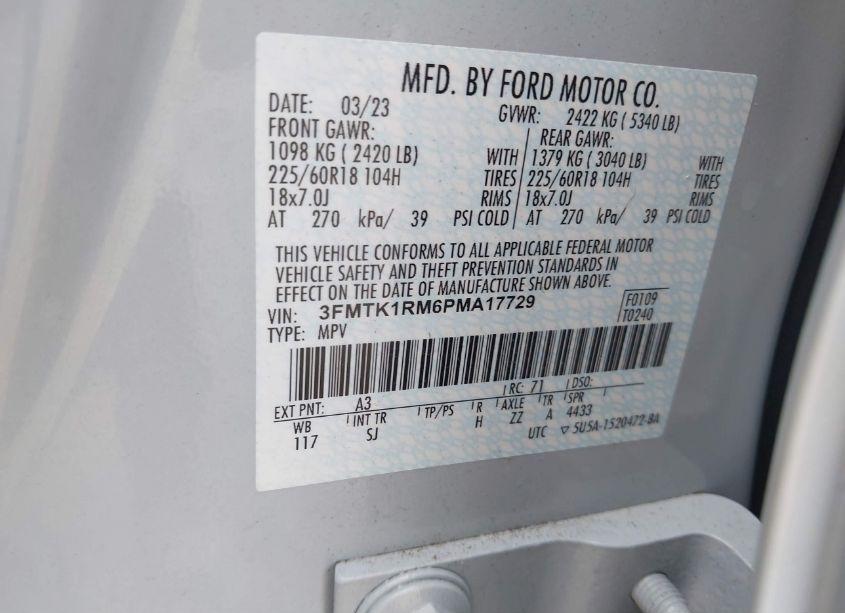 MFD. BY FORD MOTOR CO.
DATE: 03/23 GVWR: 2422 KG ( 5340 LB)
FRONT GAWR: REAR GAWR:
1098 KG ( 2420 LB) WITH 1379 KG ( 3040 LB) WITH
225/60R18 104H TIRES 225/60R18 104H TIRES
18x7.0J RIMS 18x7.0J RIMS
AT 270 kPa/ 39 PSI COLD AT 270 kPa/ 39 PSI COLD
THIS VEHICLE CONFORMS TO ALL APPLICABLE FEDERAL MOTOR
VEHICLE SAFETY AND THEFT PREVENTION STANDARDS IN
EFFECT ON THE DATE OF MANUFACTURE SHOWN ABOVE.
VIN: 3FMTK1RM6PMA17729 F0109
TYPE: MPV T0240
RC: 71 DSO:
EXT PNT: A3
WB INT TR TP/PS R AXLE TR SPR
117 SJ H ZZ A 4433
UTC ▽ 5U5A-1520472-BA